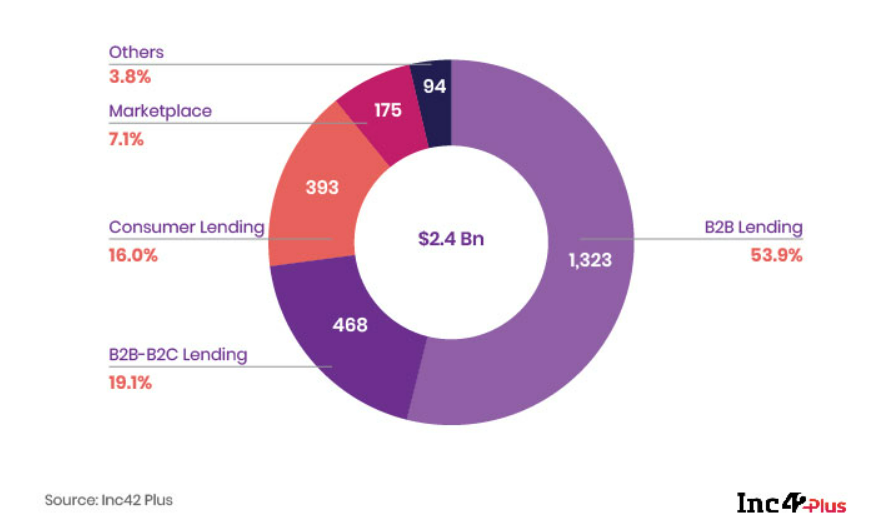 Others
3.8%
94
Marketplace
7.1%
175
393
Consumer Lending
16.0%
$2.4 Bn
B2B Lending
53.9%
1,323
468
B2B-B2C Lending
19.1%
Source: Inc42 Plus
Inc42-Plus